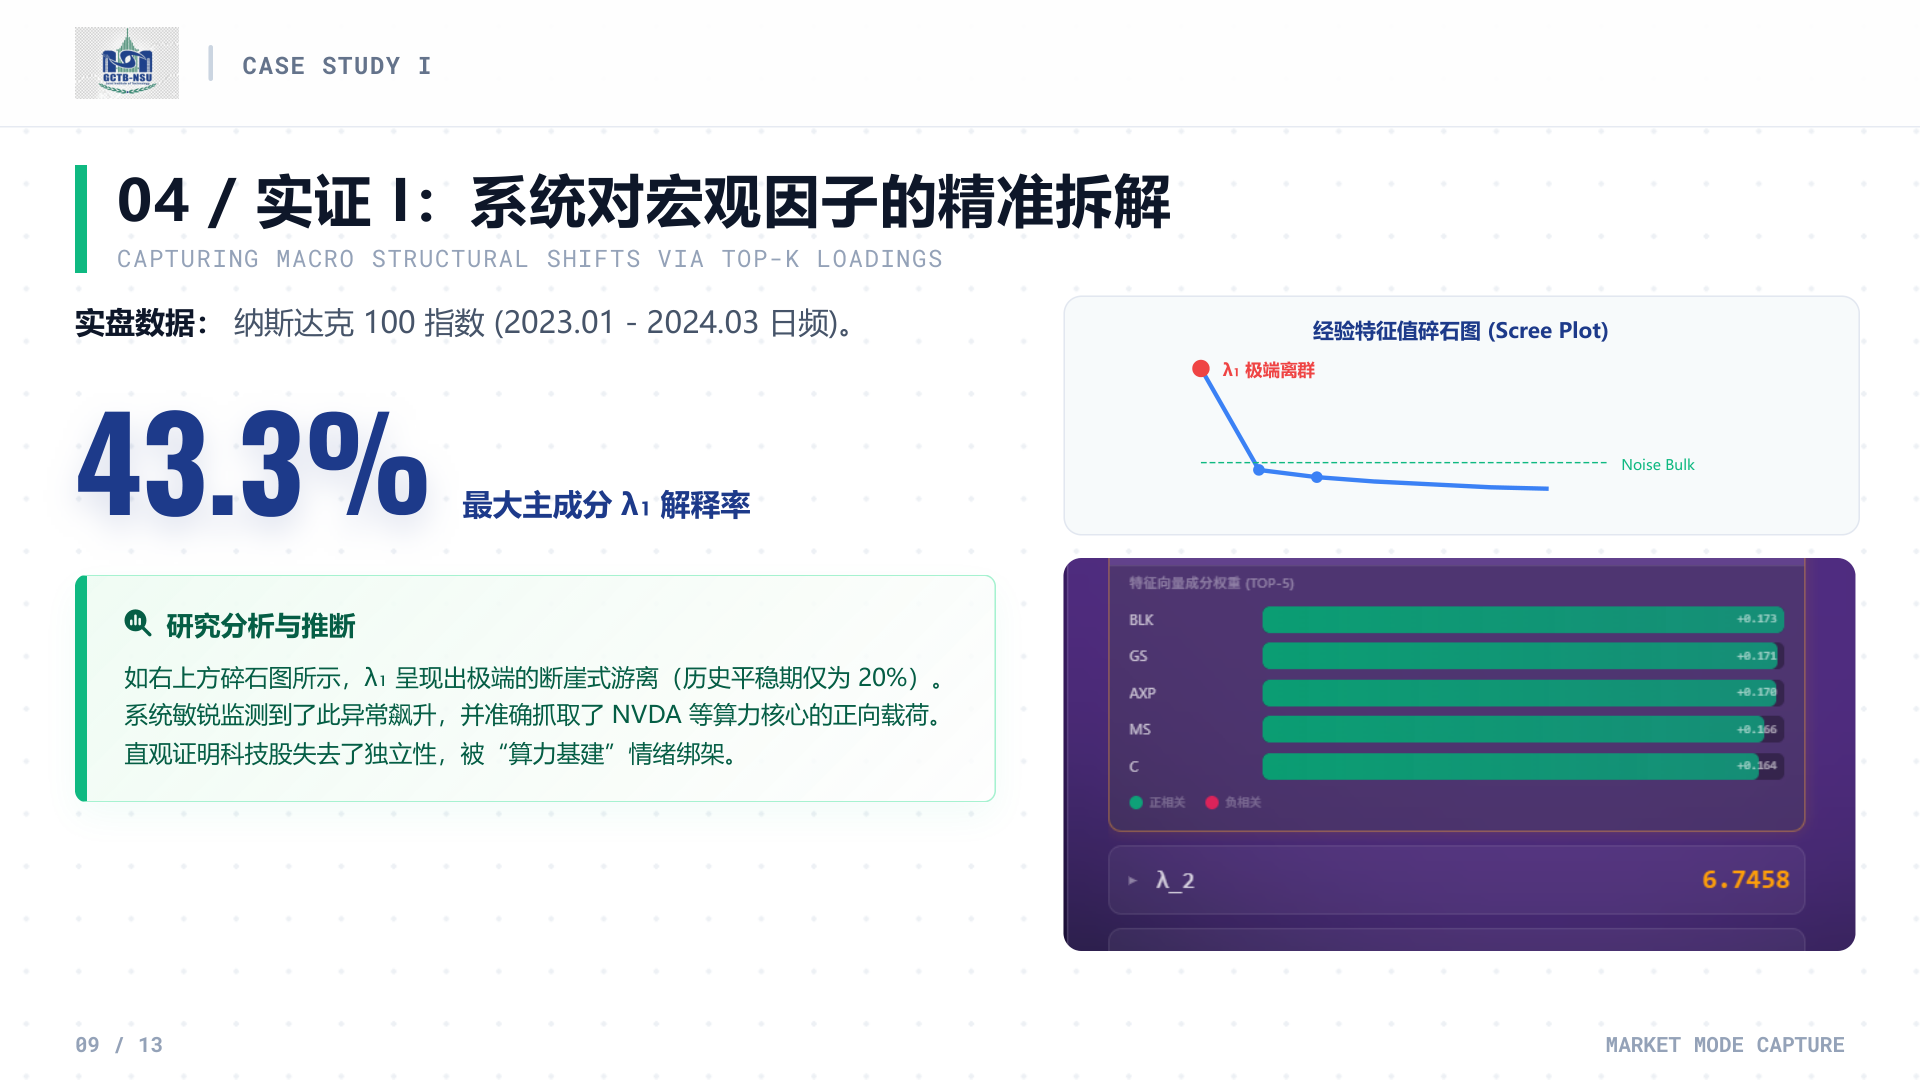 GCTB-NSU
CASE STUDY I
04 / 实证 I：系统对宏观因子的精准拆解
CAPTURING MACRO STRUCTURAL SHIFTS VIA TOP-K LOADINGS
实盘数据： 纳斯达克 100 指数 (2023.01 - 2024.03 日频)。
43.3% 最大主成分 λ₁ 解释率
研究分析与推断
如右上方碎石图所示，λ₁ 呈现出极端的断崖式游离（历史平稳期仅为 20%）。
系统敏锐监测到了此异常飙升，并准确抓取了 NVDA 等算力核心的正向载荷。
直观证明科技股失去了独立性，被“算力基建”情绪绑架。
经验特征值碎石图 (Scree Plot)
λ₁ 极端离群
Noise Bulk
特征向量成分权重 (TOP-5)
BLK +0.173
GS +0.171
AXP +0.170
MS +0.166
C +0.164
正相关 负相关
▸ λ_2 6.7458
09 / 13
MARKET MODE CAPTURE